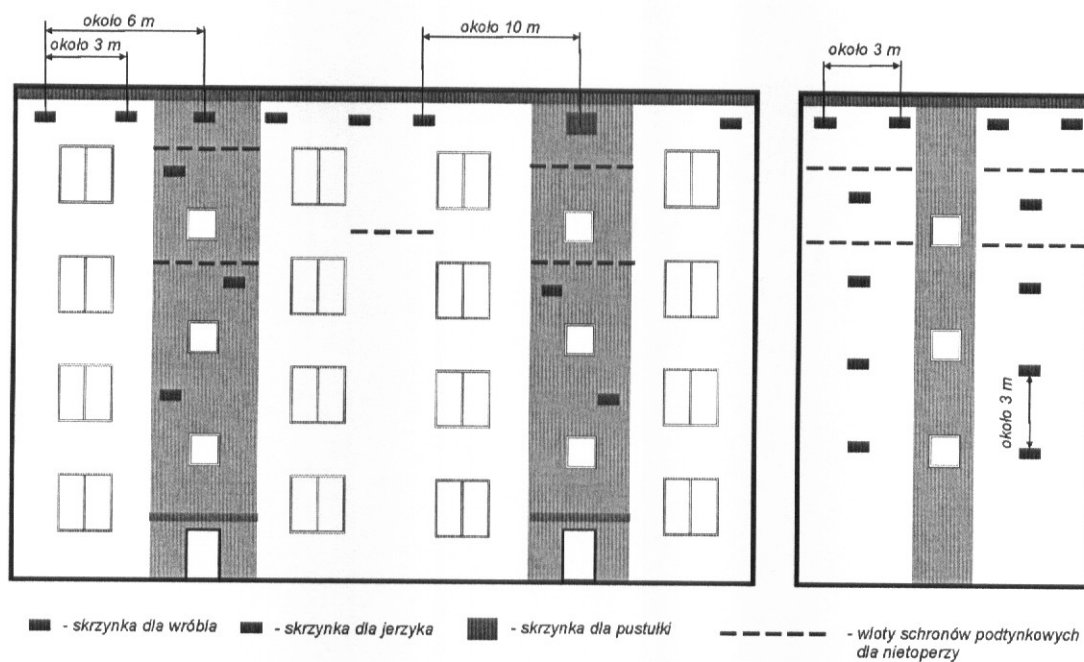 około 6 m
około 3 m
około 10 m
około 3 m
około 3 m
- skrzynka dla wróbla
- skrzynka dla jerzyka
- skrzynka dla pustułki
- wloty schronów podtynkowych
dla nietoperzy